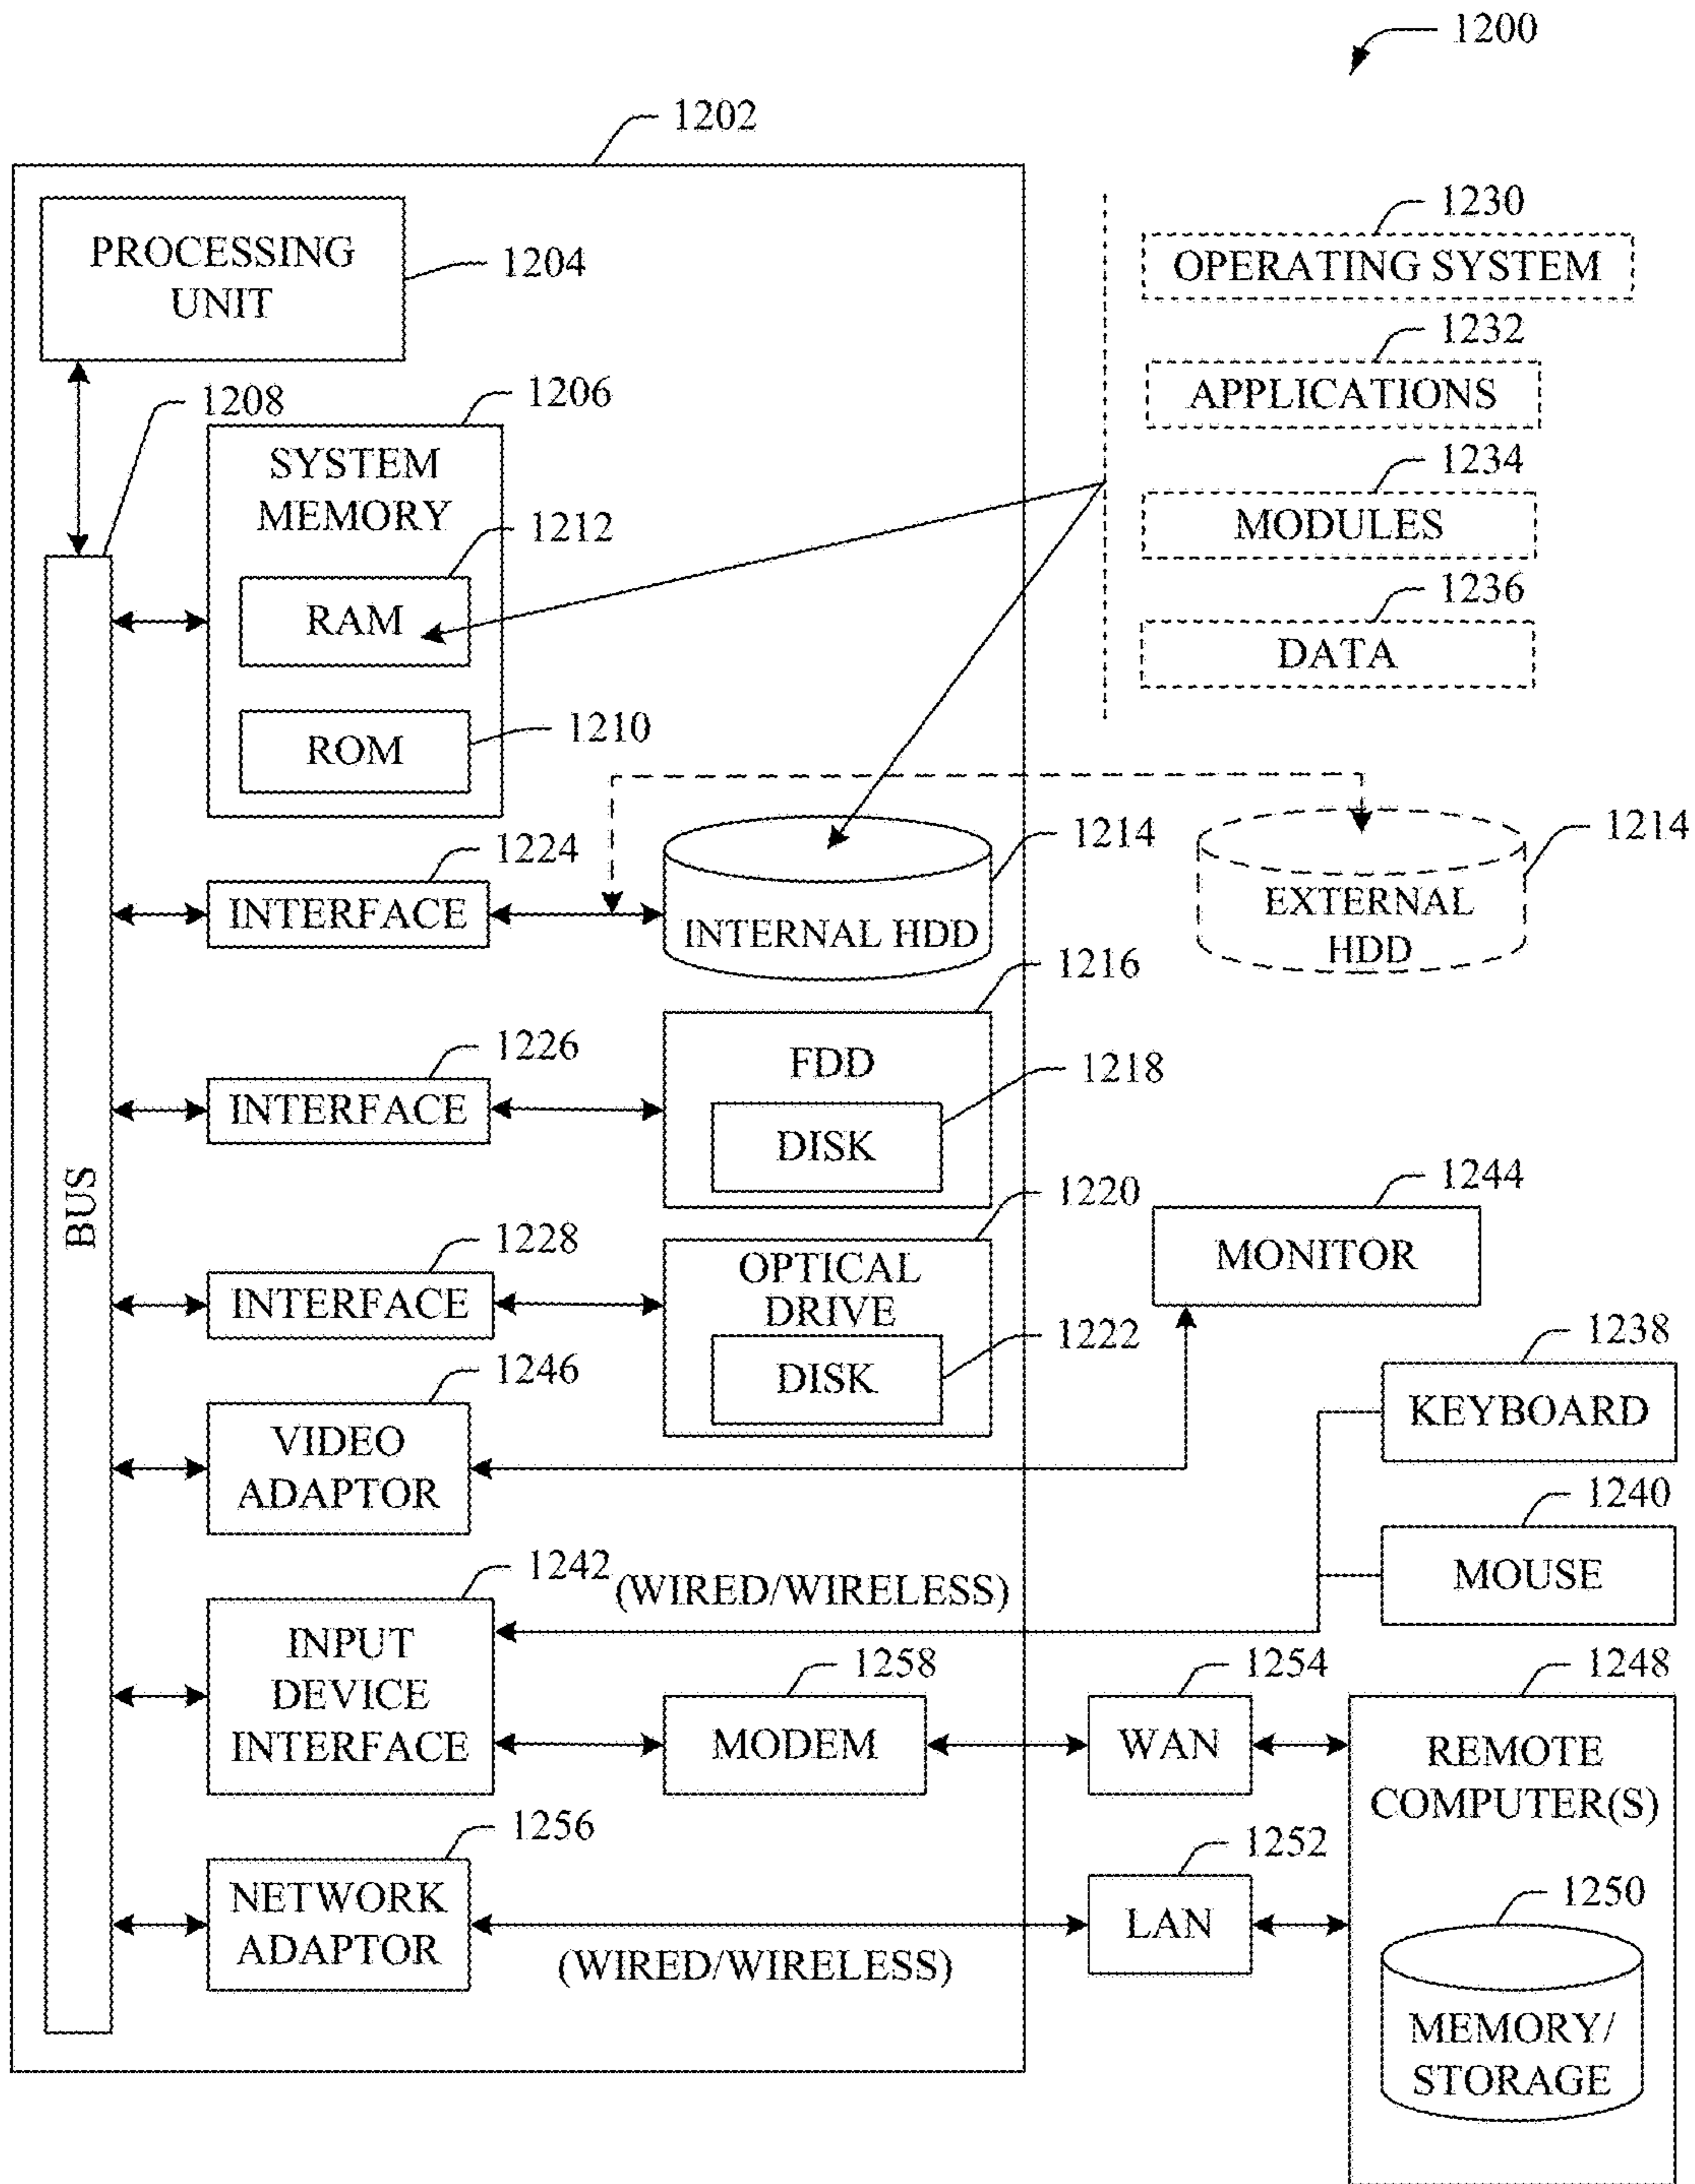 1200
1202
PROCESSING
UNIT
1204
1230
OPERATING SYSTEM
1232
APPLICATIONS
1234
MODULES
1236
DATA
1208
1206
SYSTEM
MEMORY
1212
RAM
1210
ROM
1224
INTERFACE
1214
INTERNAL HDD
1214
EXTERNAL
HDD
1216
FDD
1226
INTERFACE
1218
DISK
BUS
1220
OPTICAL
DRIVE
1228
INTERFACE
1222
DISK
1244
MONITOR
1246
VIDEO
ADAPTOR
1238
KEYBOARD
1240
MOUSE
1242
(WIRED/WIRELESS)
INPUT
DEVICE
INTERFACE
1258
MODEM
1254
WAN
1248
REMOTE
COMPUTER(S)
1256
NETWORK
ADAPTOR
(WIRED/WIRELESS)
1252
LAN
1250
MEMORY/
STORAGE